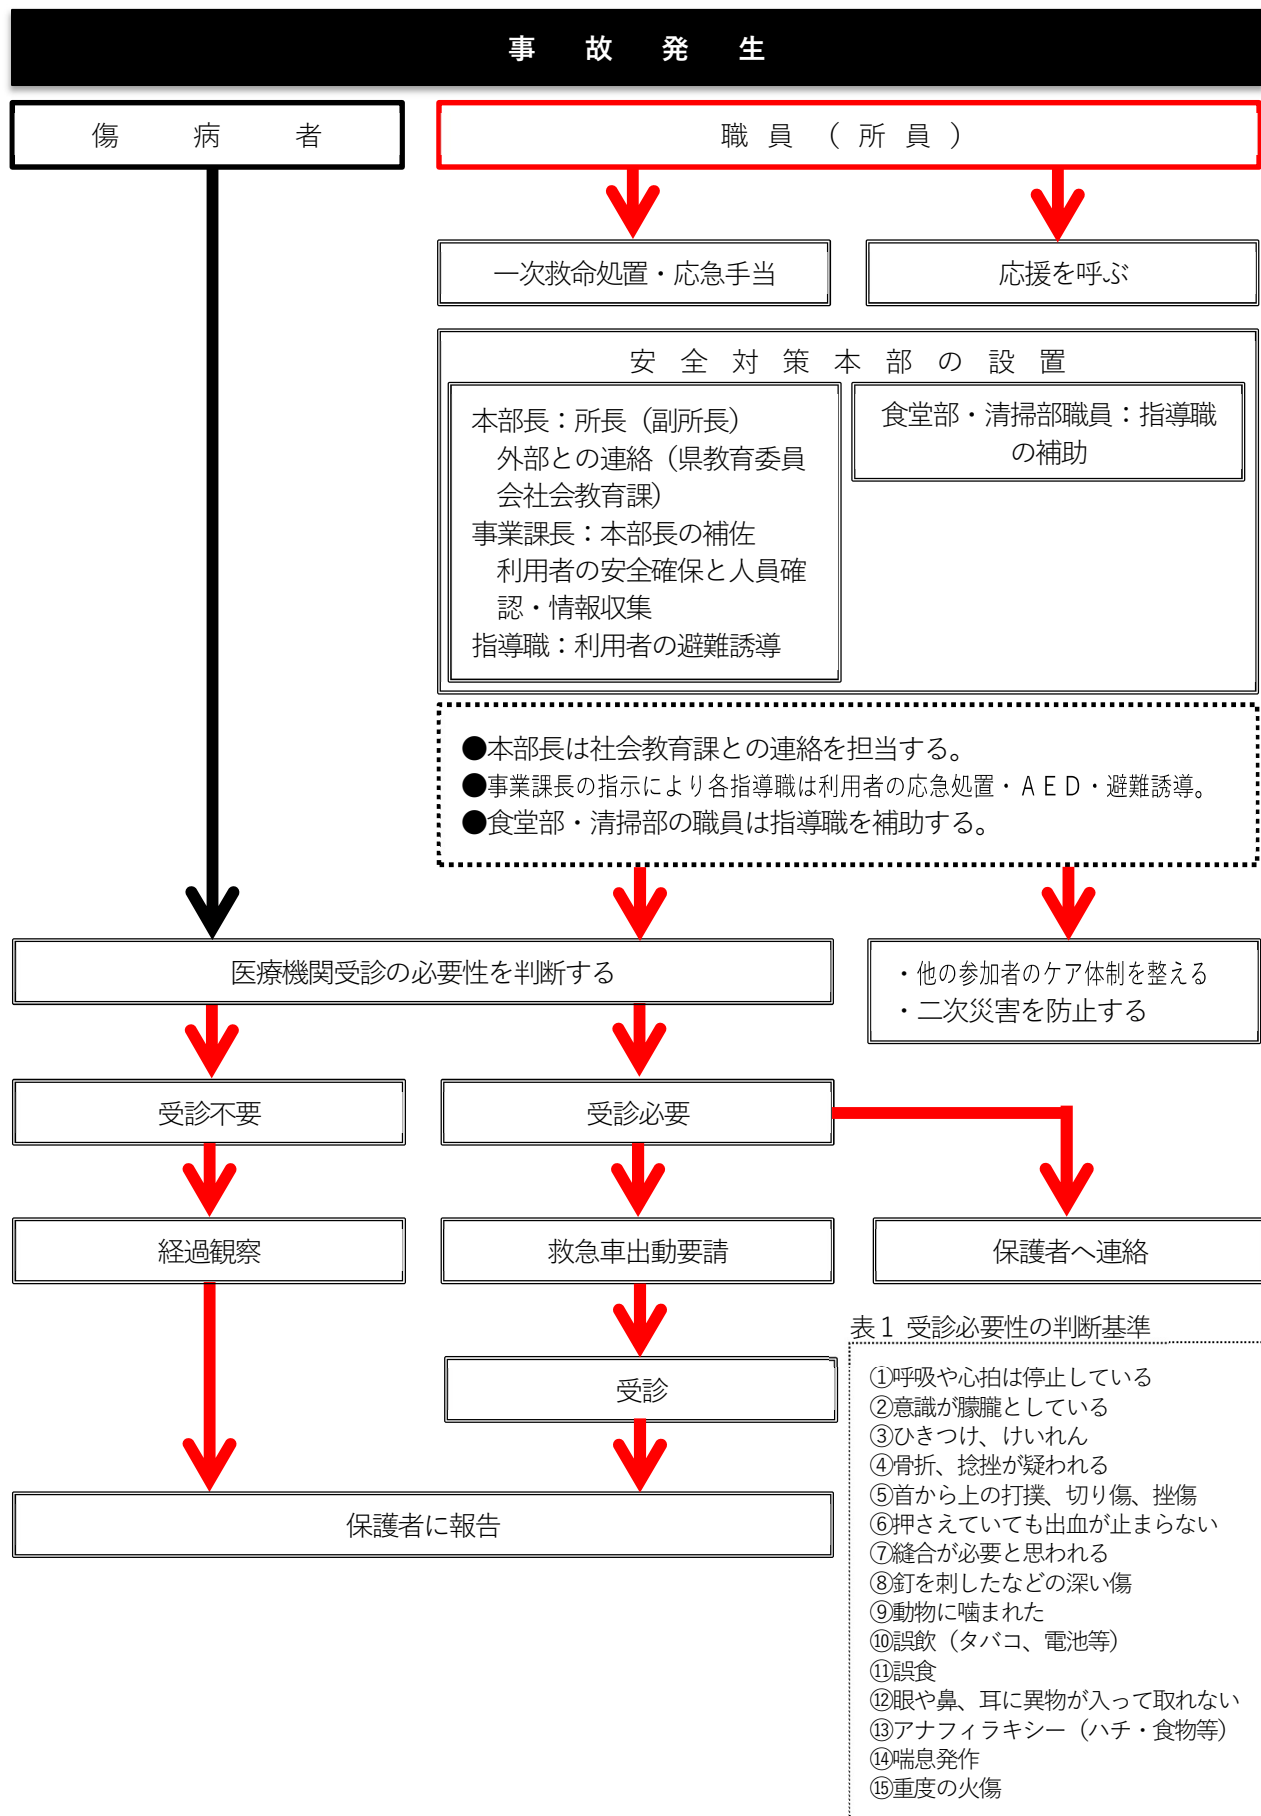 事故発生
傷病者
職員（所員）
一次救命処置・応急手当
応援を呼ぶ
安全対策本部の設置
本部長：所長（副所長）
外部との連絡（県教育委員
会社会教育課）
事業課長：本部長の補佐
利用者の安全確保と人員確
認・情報収集
指導職：利用者の避難誘導
食堂部・清掃部職員：指導職
の補助
●本部長は社会教育課との連絡を担当する。
●事業課長の指示により各指導職は利用者の応急処置・ＡＥＤ・避難誘導。
●食堂部・清掃部の職員は指導職を補助する。
医療機関受診の必要性を判断する
・他の参加者のケア体制を整える
・二次災害を防止する
受診不要
受診必要
経過観察
救急車出動要請
保護者へ連絡
受診
保護者に報告
表１ 受診必要性の判断基準
①呼吸や心拍は停止している
②意識が朦朧としている
③ひきつけ、けいれん
④骨折、捻挫が疑われる
⑤首から上の打撲、切り傷、挫傷
⑥押さえていても出血が止まらない
⑦縫合が必要と思われる
⑧釘を刺したなどの深い傷
⑨動物に噛まれた
⑩誤飲（タバコ、電池等）
⑪誤食
⑫眼や鼻、耳に異物が入って取れない
⑬アナフィラキシー（ハチ・食物等）
⑭喘息発作
⑮重度の火傷